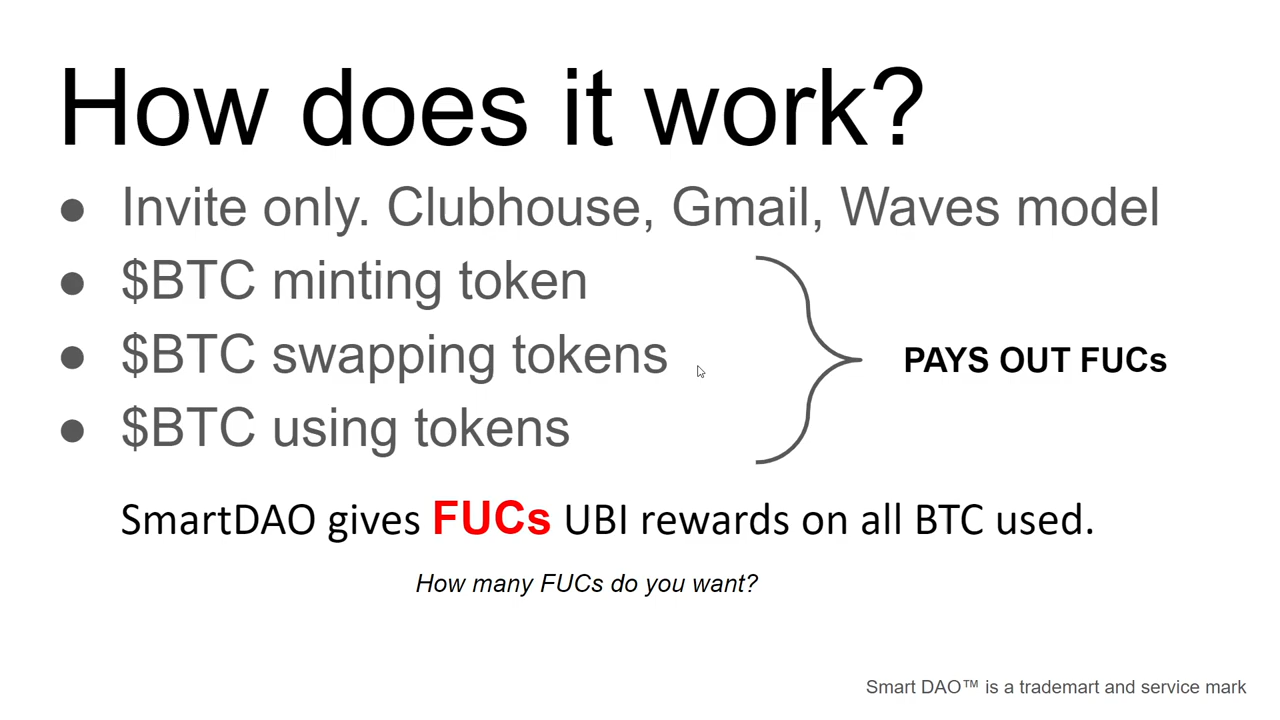 How does it work?
● Invite only. Clubhouse, Gmail, Waves model
● $BTC minting token
● $BTC swapping tokens
PAYS OUT FUCs
● $BTC using tokens
SmartDAO gives FUCs UBI rewards on all BTC used.
How many FUCs do you want?
Smart DAO™ is a trademart and service mark